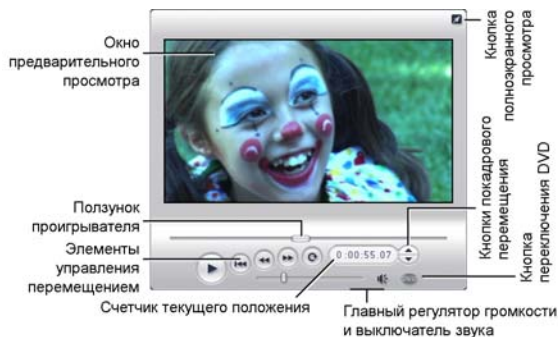 Окно
предварительного
просмотра
Кнопка
полноэкранного
просмотра
Ползунок
проигрывателя
Элементы
управления
перемещением
Счетчик текущего положения
0:00:55.07
Кнопки покадрового
перемещения
Кнопка
переключения DVD
Главный регулятор громкости
и выключатель звука